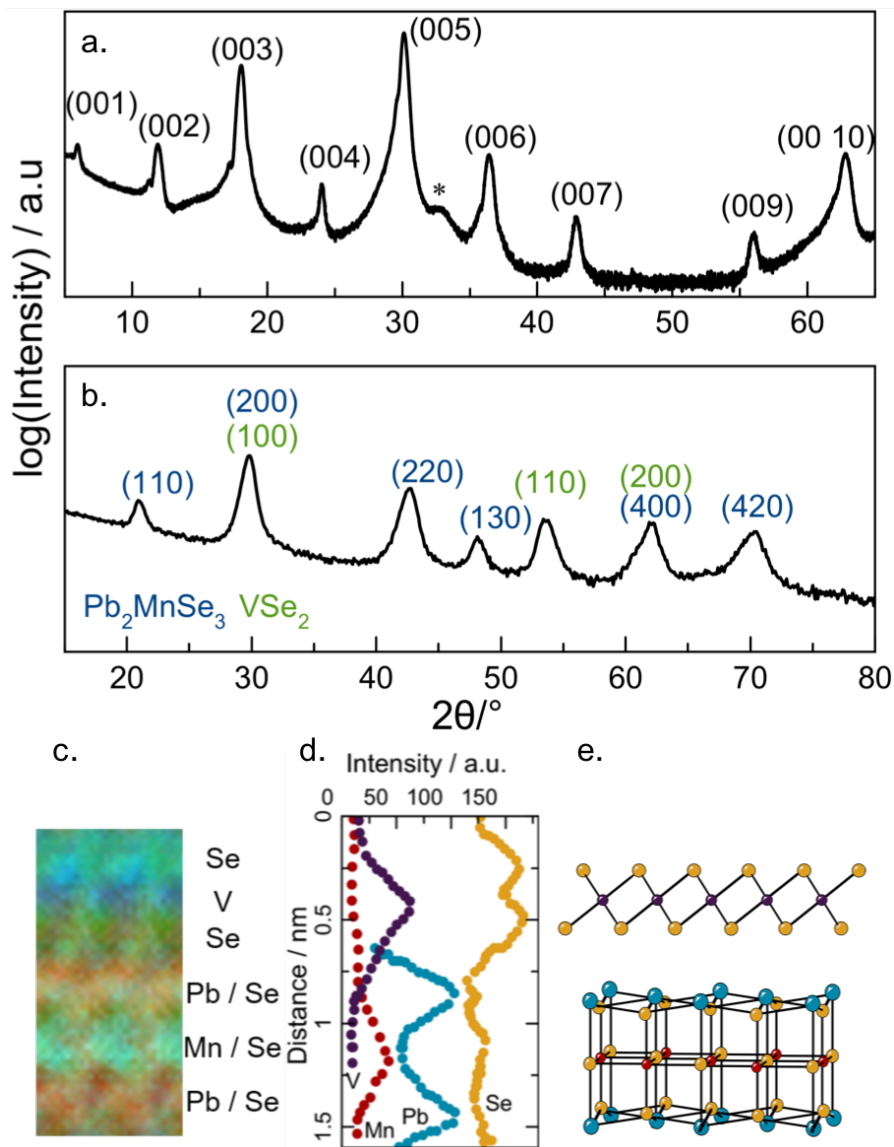 a.
(001)
(002)
(003)
(004)
(005)
*
(006)
(007)
(009)
(00 10)
10 20 30 40 50 60
log(Intensity) / a.u
b.
(110)
(200)
(100)
(220)
(130)
(110)
(200)
(400)
(420)
Pb₂MnSe₃ VSe₂
20 30 40 50 60 70 80
2θ/°
c.
Se
V
Se
Pb / Se
Mn / Se
Pb / Se
d.
Intensity / a.u.
0 50 100 150
Distance / nm
0
0.5
1
1.5
V
Mn
Pb
Se
e.